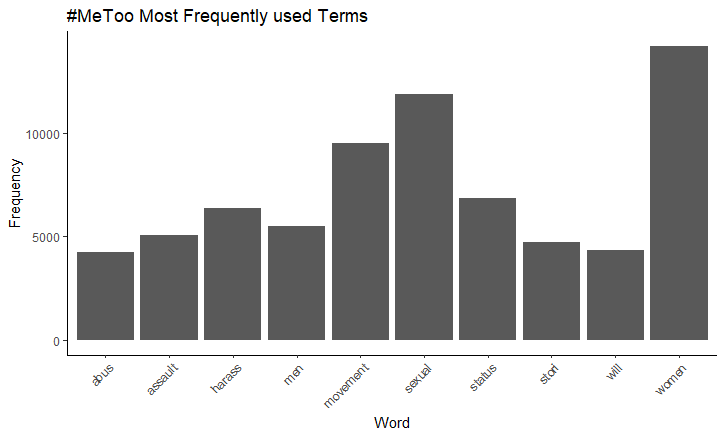 #MeToo Most Frequently used Terms
Frequency
10000
5000
0
abus
assault
harass
men
movement
sexual
status
stori
will
women
Word